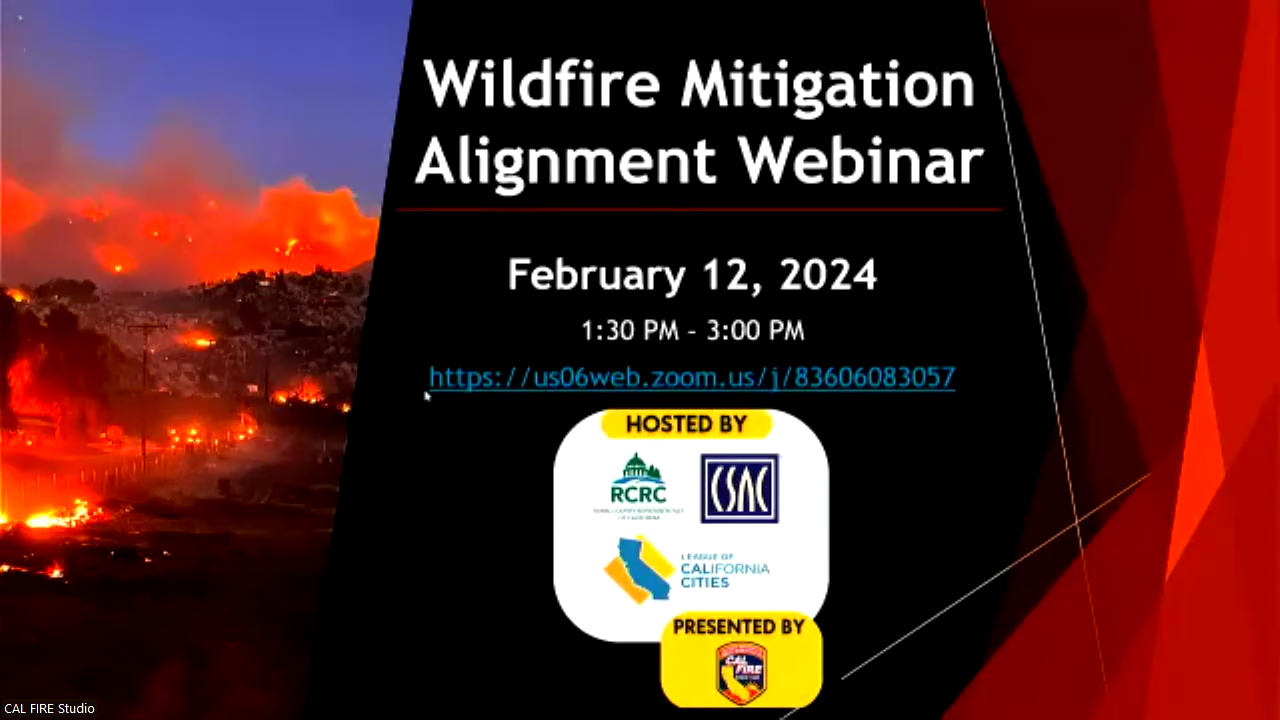 Wildfire Mitigation
Alignment Webinar
February 12, 2024
1:30 PM – 3:00 PM
https://us06web.zoom.us/j/83606083057
HOSTED BY
RCRC
CSAC
LEAGUE OF
CALIFORNIA
CITIES
PRESENTED BY
CAL
FIRE
CAL FIRE Studio